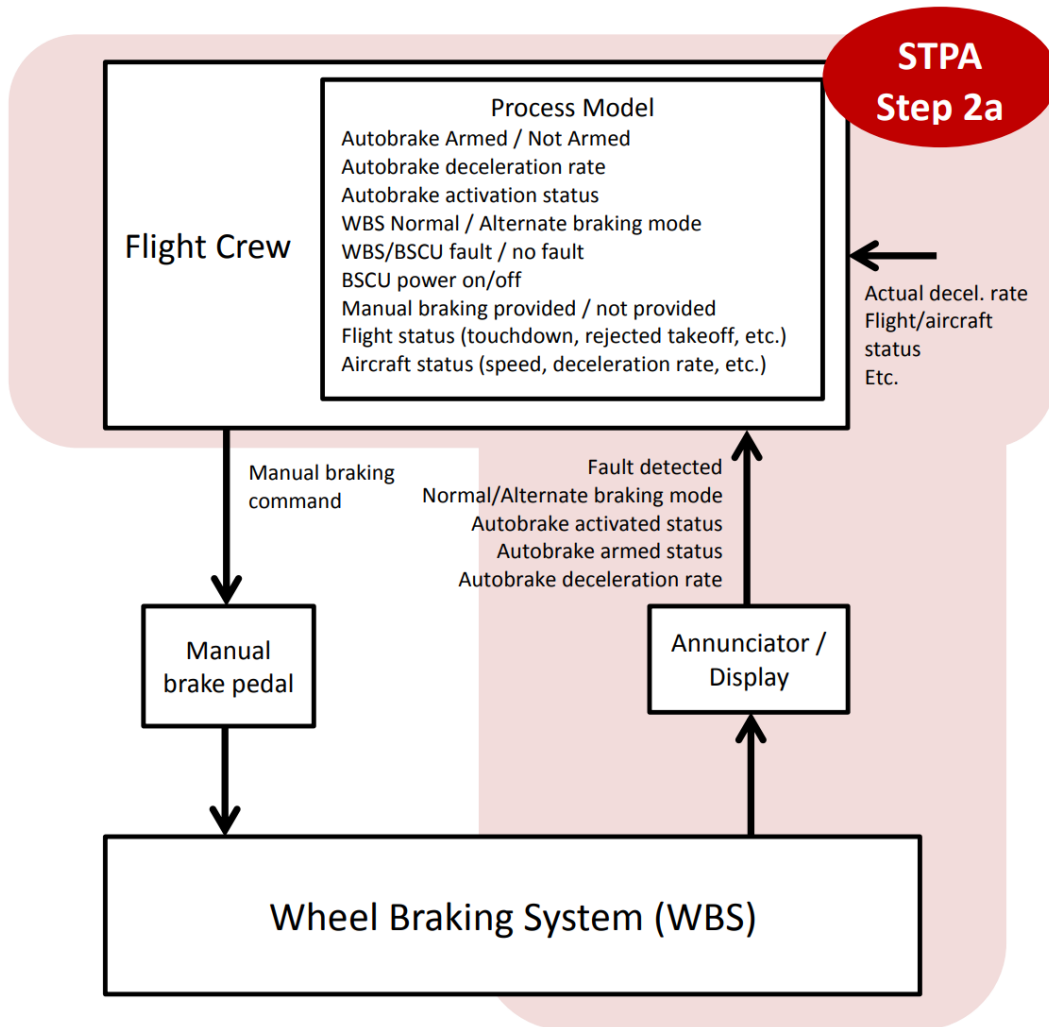 STPA
Step 2a
Process Model
Autobrake Armed / Not Armed
Autobrake deceleration rate
Autobrake activation status
WBS Normal / Alternate braking mode
WBS/BSCU fault / no fault
BSCU power on/off
Manual braking provided / not provided
Flight status (touchdown, rejected takeoff, etc.)
Aircraft status (speed, deceleration rate, etc.)
Flight Crew
Actual decel. rate
Flight/aircraft
status
Etc.
Manual braking
command
Fault detected
Normal/Alternate braking mode
Autobrake activated status
Autobrake armed status
Autobrake deceleration rate
Manual
brake pedal
Annunciator /
Display
Wheel Braking System (WBS)